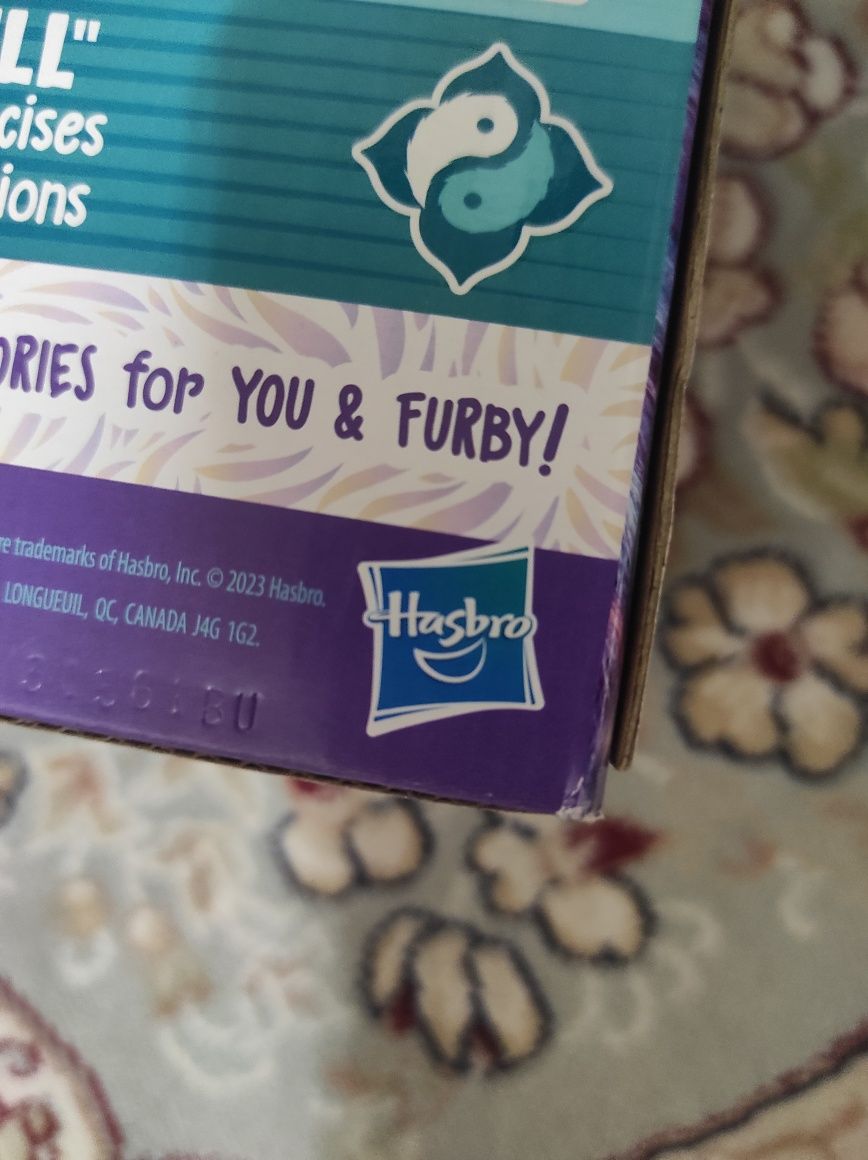 LL"
cises
ions
ORIES for YOU & FURBY!
re trademarks of Hasbro, Inc. © 2023 Hasbro.
LONGUEUIL, QC, CANADA J4G 1G2.
Hasbro